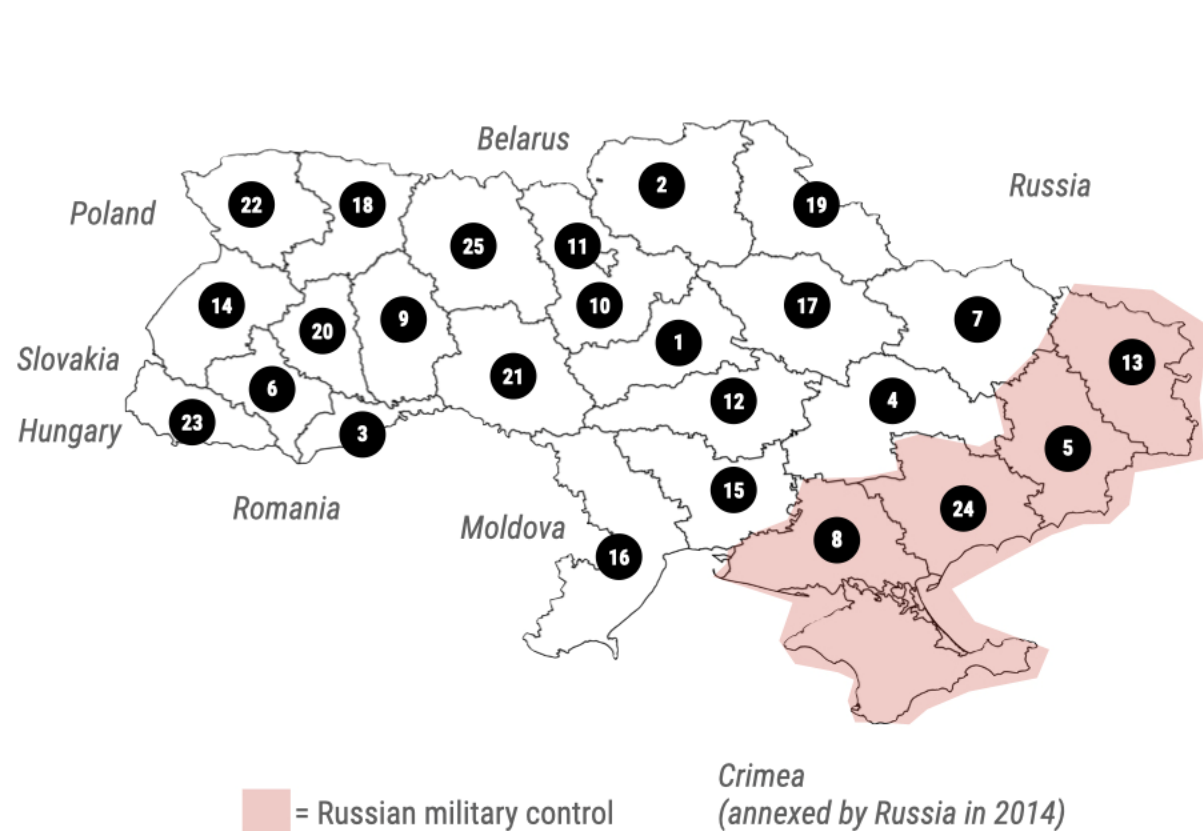 Belarus
2
Russia
Poland
22
18
19
11
25
14
10
17
7
20
9
1
Slovakia
13
21
6
12
4
23
3
Hungary
5
15
24
Romania
Moldova
8
16
Crimea
(annexed by Russia in 2014)
= Russian military control